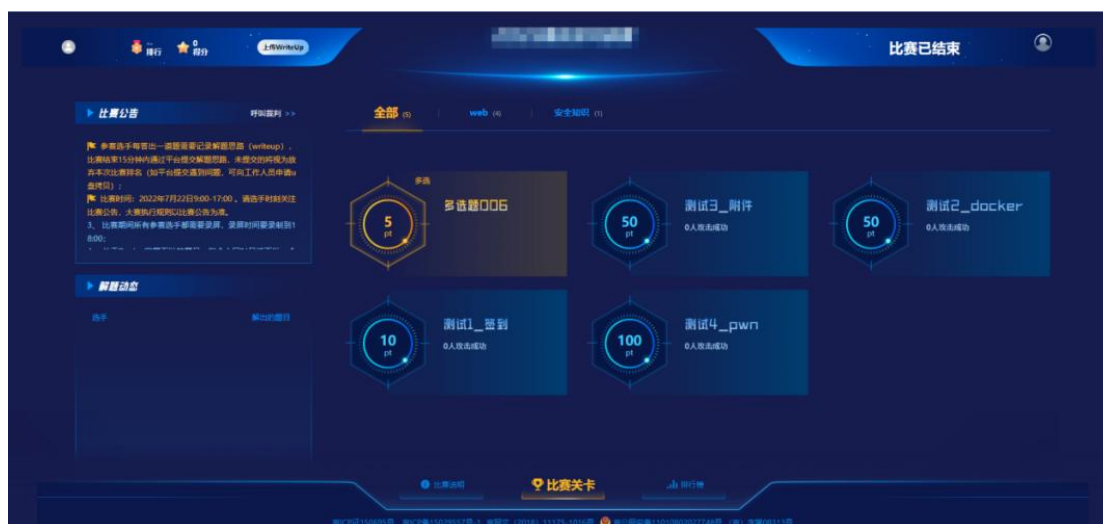 排行
0
得分
上传WriteUp
比赛已结束
比赛公告
呼叫裁判 >>
全部 (5)
web (4)
安全知识 (1)
参赛选手每答出一道题需要记录解题思路（writeup），
比赛结束15分钟内通过平台提交解题思路，未提交的将视为放
弃本次比赛排名（如平台提交遇到问题，可向工作人员申请u
盘拷贝）；
比赛时间：2022年7月22日9:00-17:00 。请选手时刻关注
比赛公告，大赛执行规则以比赛公告为准。
3、 比赛期间所有参赛选手都需要录屏，录屏时间要录制到1
8:00；
多选
5
pt
多选题006
50
pt
测试3_附件
0人攻击成功
50
pt
测试2_docker
0人攻击成功
解题动态
选手
解出的题目
10
pt
测试1_签到
0人攻击成功
100
pt
测试4_pwn
0人攻击成功
比赛说明
比赛关卡
排行榜